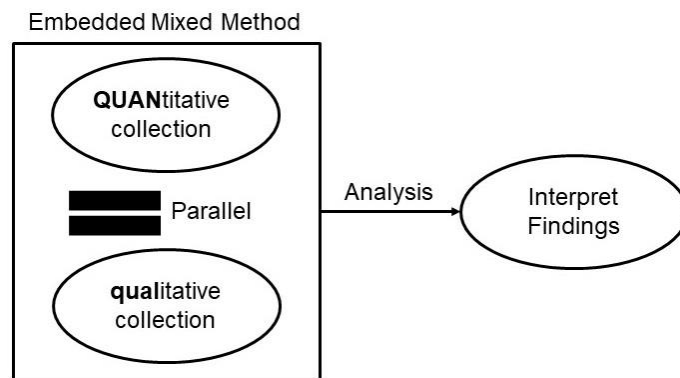 Embedded Mixed Method
QUANtitative
collection
Parallel
qualitative
collection
Analysis
Interpret
Findings